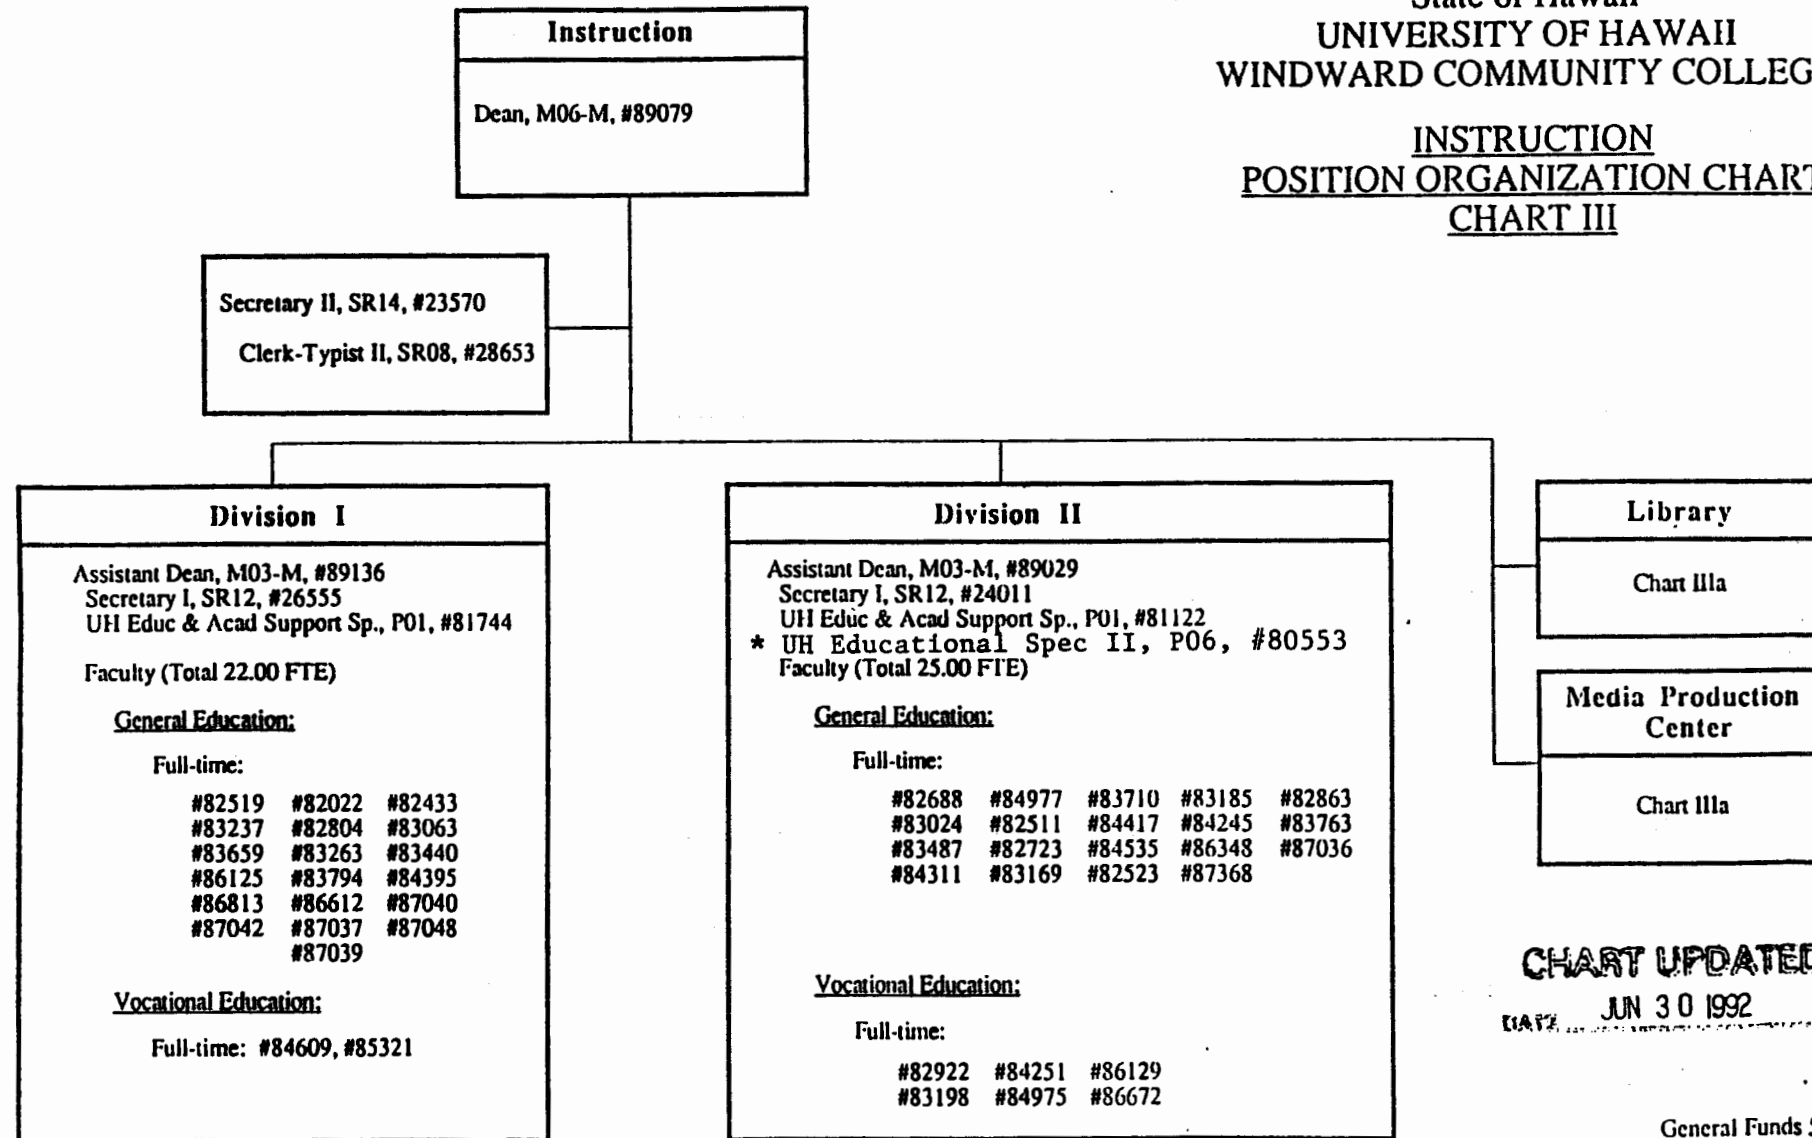 State of Hawaii
UNIVERSITY OF HAWAII
WINDWARD COMMUNITY COLLEG
INSTRUCTION
POSITION ORGANIZATION CHART
CHART III
Instruction
Dean, M06-M, #89079
Secretary II, SR14, #23570
Clerk-Typist II, SR08, #28653
Division I
Assistant Dean, M03-M, #89136
Secretary I, SR12, #26555
UH Educ & Acad Support Sp., P01, #81744
Faculty (Total 22.00 FTE)
General Education:
Full-time:
#82519 #82022 #82433
#83237 #82804 #83063
#83659 #83263 #83440
#86125 #83794 #84395
#86813 #86612 #87040
#87042 #87037 #87048
#87039
Vocational Education:
Full-time: #84609, #85321
Division II
Assistant Dean, M03-M, #89029
Secretary I, SR12, #24011
UH Educ & Acad Support Sp., P01, #81122
* UH Educational Spec II, P06, #80553
Faculty (Total 25.00 FTE)
General Education:
Full-time:
#82688 #84977 #83710 #83185 #82863
#83024 #82511 #84417 #84245 #83763
#83487 #82723 #84535 #86348 #87036
#84311 #83169 #82523 #87368
Vocational Education:
Full-time:
#82922 #84251 #86129
#83198 #84975 #86672
Library
Chart IIIa
Media Production
Center
Chart IIIa
CHART UPDATED
DATE JUN 30 1992
General Funds